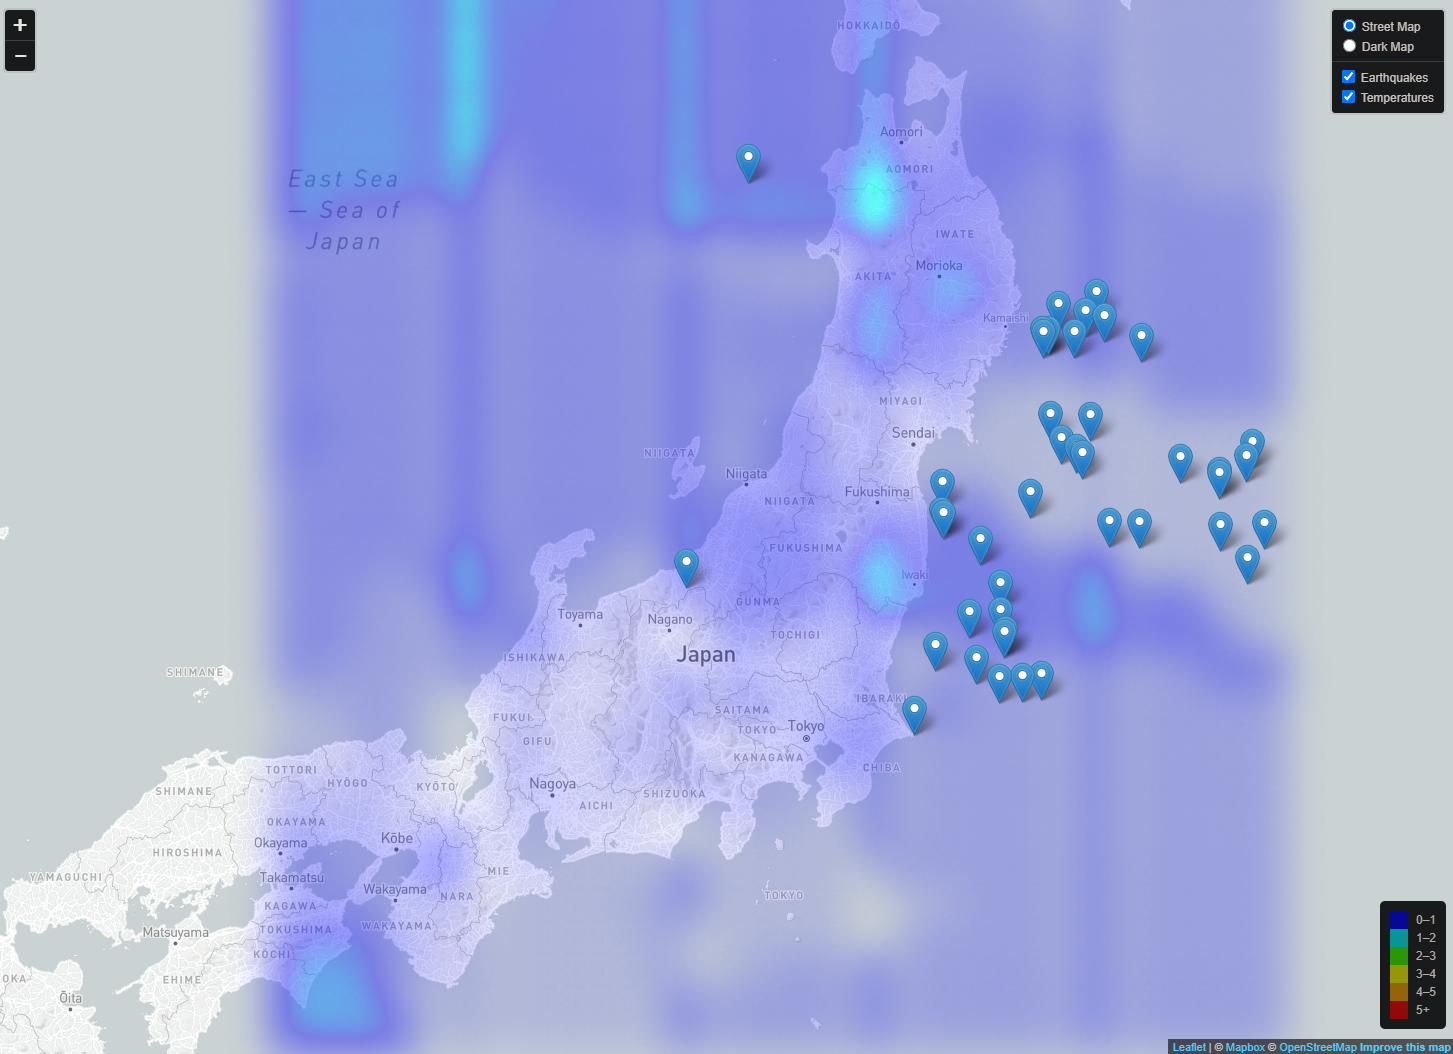 +
−
Street Map
Dark Map
Earthquakes
Temperatures
HOKKAIDŌ
Aomori
AOMORI
East Sea
— Sea of
Japan
IWATE
Morioka
AKITA
Kamaishi
MIYAGI
Sendai
NIIGATA
Niigata
Fukushima
NIIGATA
FUKUSHIMA
Iwaki
GUNMA
Toyama
Nagano
TOCHIGI
Japan
ISHIKAWA
SHIMANE
IBARAKI
SAITAMA
FUKUI
Tokyo
TOKYO
GIFU
KANAGAWA
CHIBA
TOTTORI
HYŌGO
KYŌTO
Nagoya
SHIZUOKA
SHIMANE
AICHI
OKAYAMA
Okayama
Kōbe
HIROSHIMA
MIE
YAMAGUCHI
Takamatsu
Wakayama
NARA
TOKYO
KAGAWA
WAKAYAMA
TOKUSHIMA
Matsuyama
KŌCHI
OKA
EHIME
Ōita
0–1
1–2
2–3
3–4
4–5
5+
Leaflet | © Mapbox © OpenStreetMap Improve this map